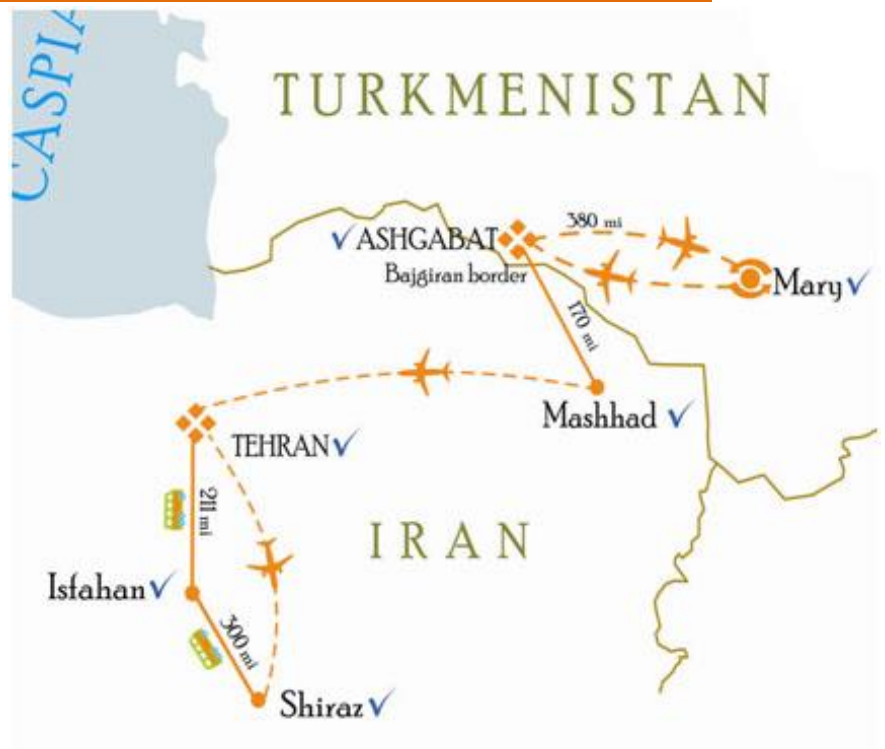 CASPIA
TURKMENISTAN
380 mi
ASHGABAT
Bajgiran border
Mary
170 mi
Mashhad
TEHRAN
211 mi
IRAN
Isfahan
300 mi
Shiraz